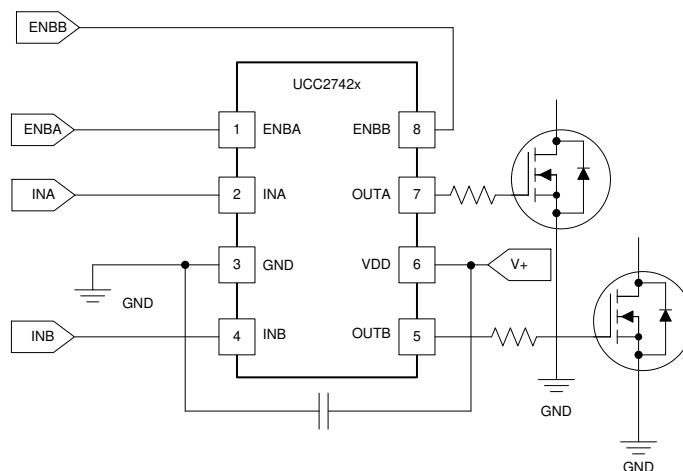 ENBB
UCC2742x
ENBA
1
ENBA
ENBB
8
INA
2
INA
OUTA
7
3
GND
VDD
6
V+
GND
INB
4
INB
OUTB
5
GND
GND